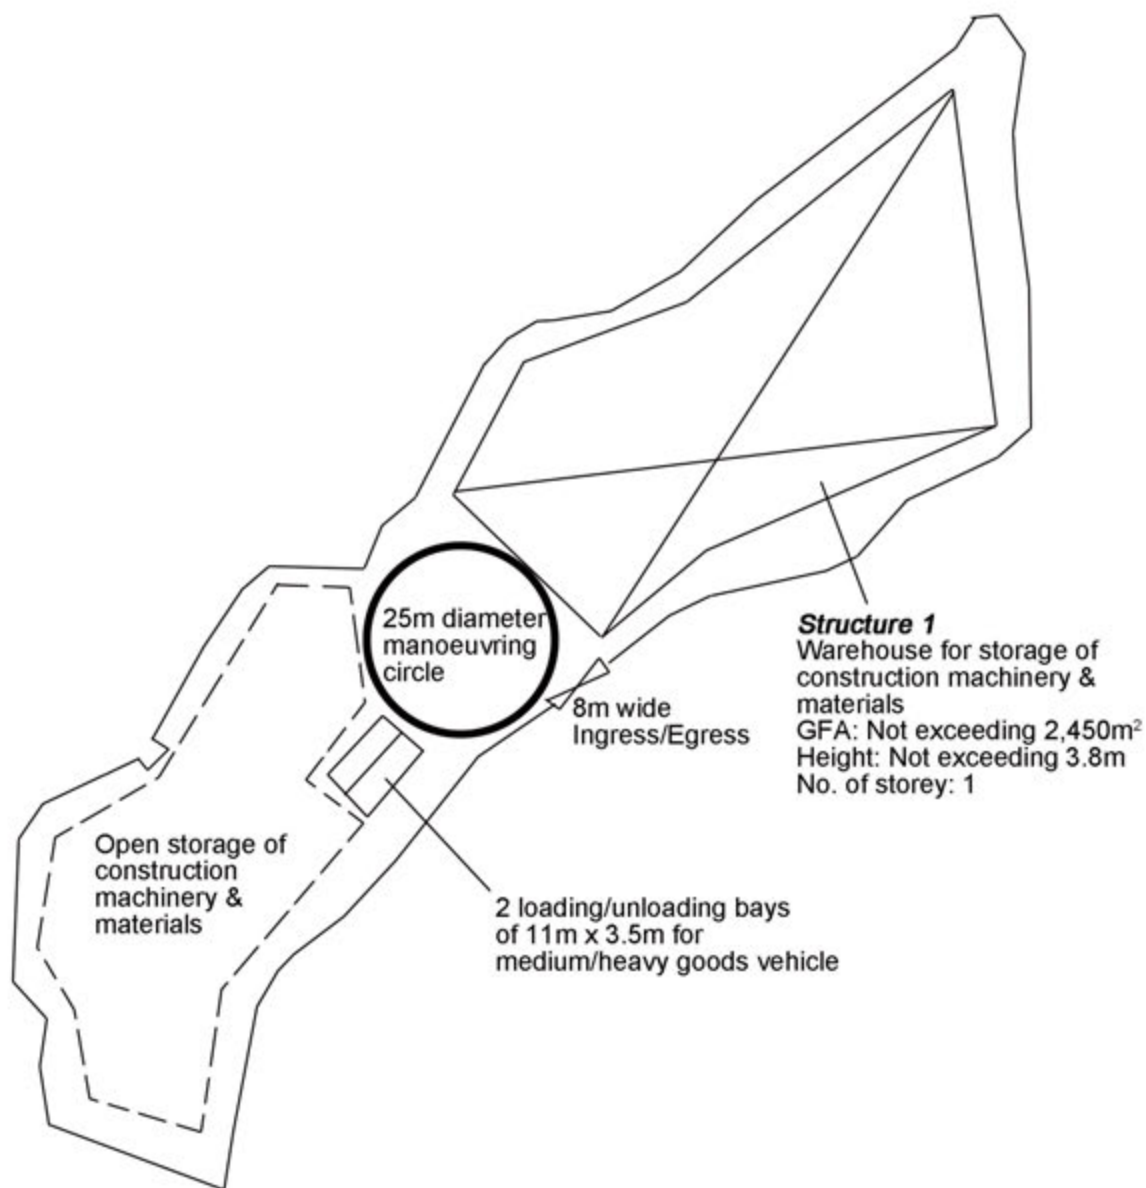 25m diameter
manoeuvring
circle
Structure 1
Warehouse for storage of
construction machinery &
materials
GFA: Not exceeding 2,450m²
Height: Not exceeding 3.8m
No. of storey: 1
8m wide
Ingress/Egress
Open storage of
construction
machinery &
materials
2 loading/unloading bays
of 11m x 3.5m for
medium/heavy goods vehicle